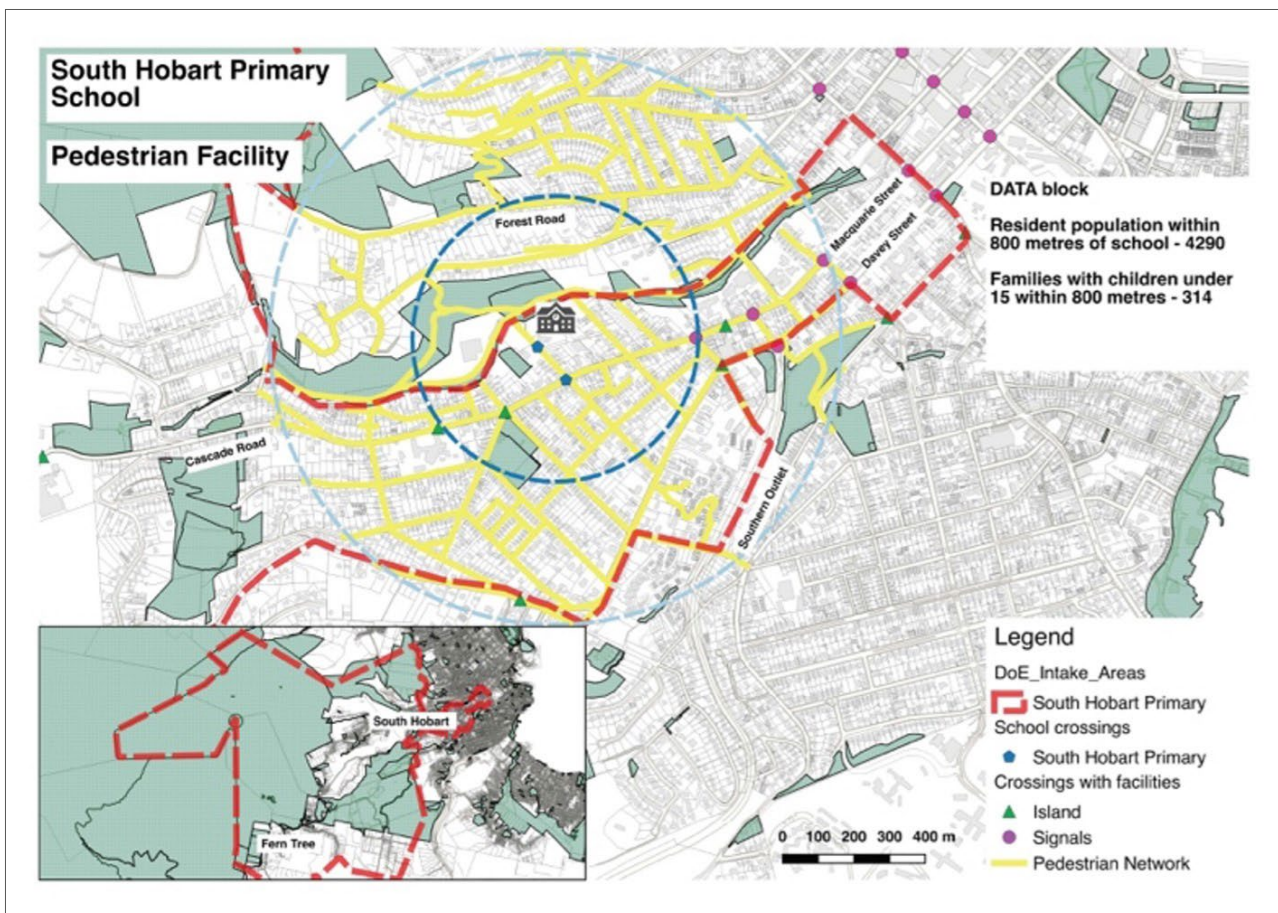 South Hobart Primary
School
Pedestrian Facility
Forest Road
Macquarie Street
Davey Street
DATA block
Resident population within
800 metres of school - 4290
Families with children under
15 within 800 metres - 314
Cascade Road
Southern Outlet
South Hobart
Fern Tree
0 100 200 300 400 m
Legend
DoE_Intake_Areas
South Hobart Primary
School crossings
South Hobart Primary
Crossings with facilities
Island
Signals
Pedestrian Network